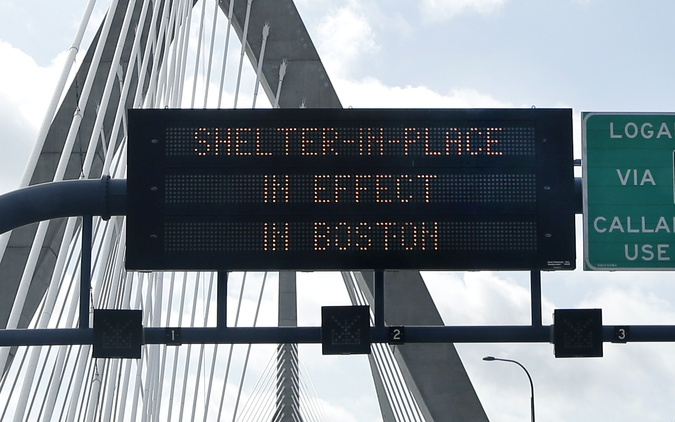 SHELTER-IN-PLACE
IN EFFECT
IN BOSTON
LOGA
VIA
CALLA
USE
1
2
3